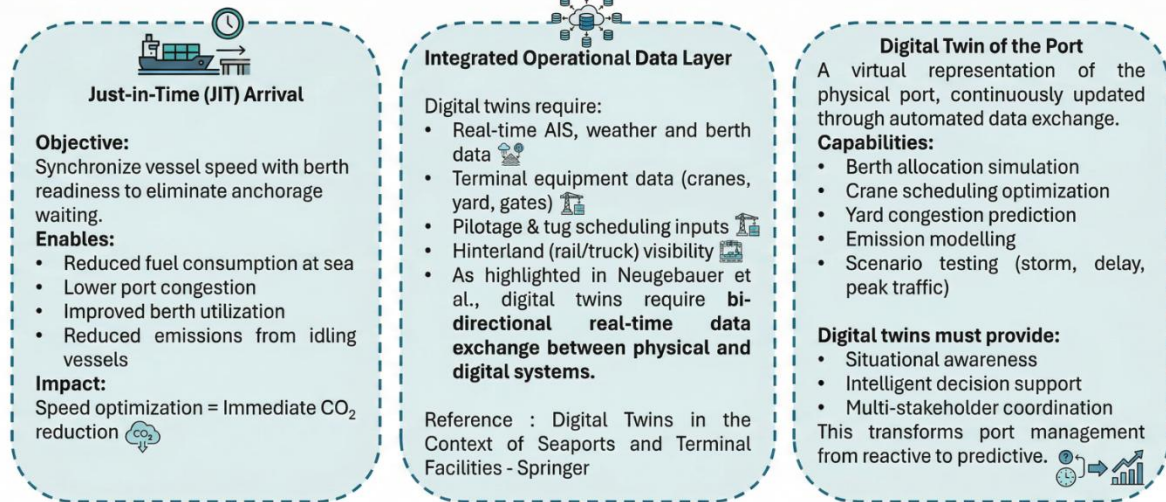 Just-in-Time (JIT) Arrival
Objective:
Synchronize vessel speed with berth
readiness to eliminate anchorage
waiting.
Enables:
• Reduced fuel consumption at sea
• Lower port congestion
• Improved berth utilization
• Reduced emissions from idling
vessels
Impact:
Speed optimization = Immediate CO₂
reduction
CO₂
Integrated Operational Data Layer
Digital twins require:
• Real-time AIS, weather and berth
data
• Terminal equipment data (cranes,
yard, gates)
• Pilotage & tug scheduling inputs
• Hinterland (rail/truck) visibility
• As highlighted in Neugebauer et
al., digital twins require bi-
directional real-time data
exchange between physical and
digital systems.
Reference : Digital Twins in the
Context of Seaports and Terminal
Facilities - Springer
Digital Twin of the Port
A virtual representation of the
physical port, continuously updated
through automated data exchange.
Capabilities:
• Berth allocation simulation
• Crane scheduling optimization
• Yard congestion prediction
• Emission modelling
• Scenario testing (storm, delay,
peak traffic)
Digital twins must provide:
• Situational awareness
• Intelligent decision support
• Multi-stakeholder coordination
This transforms port management
from reactive to predictive.
?